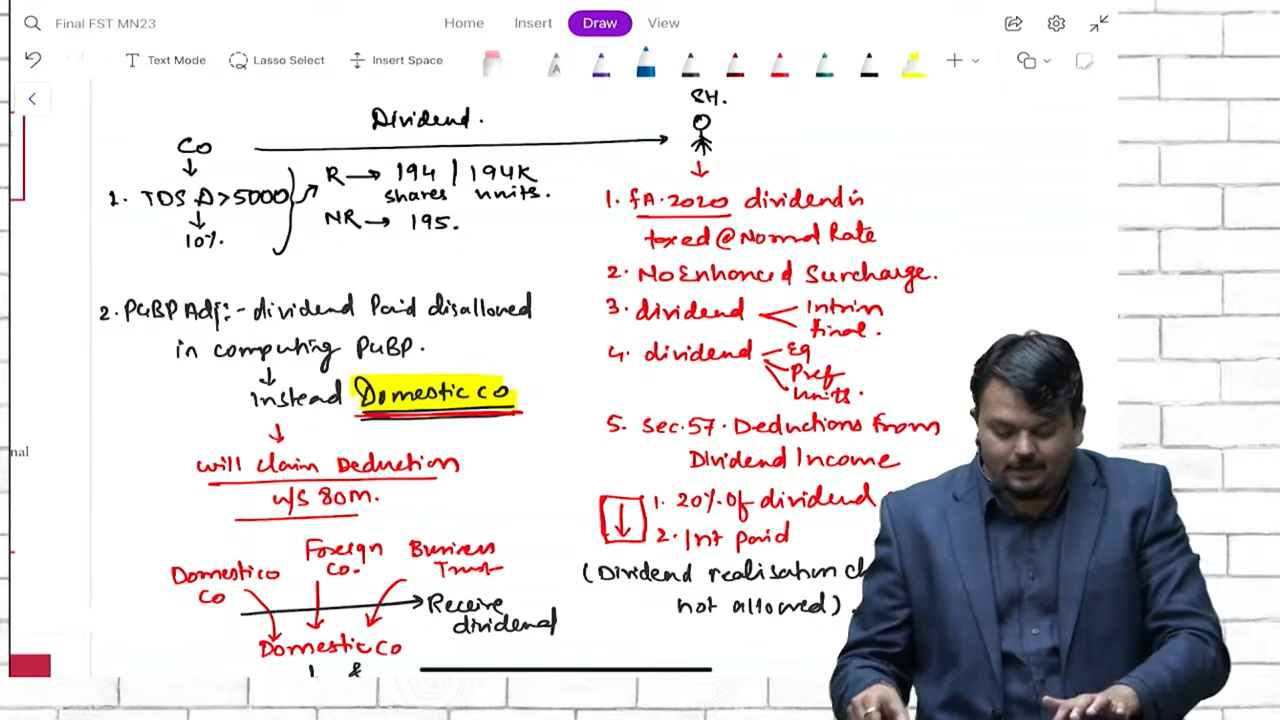 Final FST MN23
Home Insert Draw View
Text Mode Lasso Select Insert Space
A
Dividend.
SH.
Co
1. TDS D > 5000
10%.
R → 194 | 194K
shares units.
NR → 195.
2. PGBP Adj:- dividend Paid disallowed
in computing PGBP.
instead Domestic co
will claim Deduction
u/s 80M.
Domestic co
Co
Foreign
Co.
Business
Trust
Receive
dividend
Domestic Co
1. &
1. FA.2020 dividend is
taxed @ Normal Rate
2. No Enhanced Surcharge.
3. dividend Intrim
final.
4. dividend Eq
Pref
Units.
5. Sec.57. Deductions from
Dividend Income
1. 20% of dividend
2. Int Paid
(Dividend realisation
not allowed).
nal